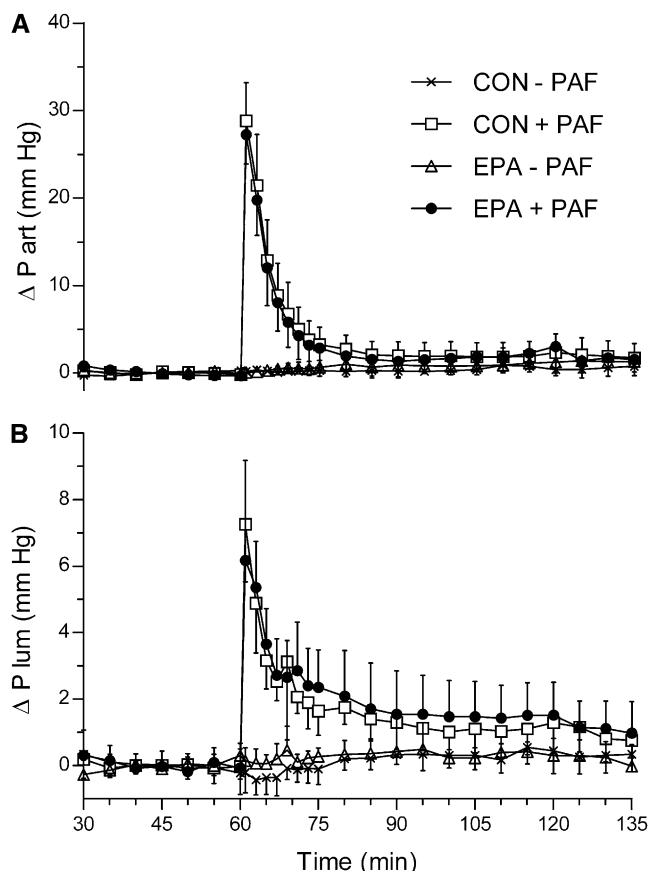 A
40
30
20
10
0
Δ P art (mm Hg)
CON - PAF
CON + PAF
EPA - PAF
EPA + PAF
B
10
8
6
4
2
0
Δ P lum (mm Hg)
30 45 60 75 90 105 120 135
Time (min)